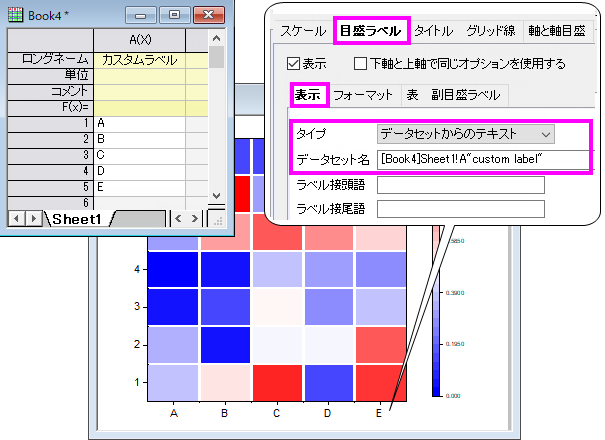 Book4 *
A(X)
ロングネーム カスタムラベル
単位
コメント
F(x)=
1 A
2 B
3 C
4 D
5 E
6
Sheet1
スケール 目盛ラベル タイトル グリッド線 軸と軸目盛
表示 下軸と上軸で同じオプションを使用する
表示 フォーマット 表 副目盛ラベル
タイプ データセットからのテキスト
データセット名 [Book4]Sheet1!A"custom label"
ラベル接頭語
ラベル接尾語
4
3
2
1
A B C D E
0.5850
0.3900
0.000